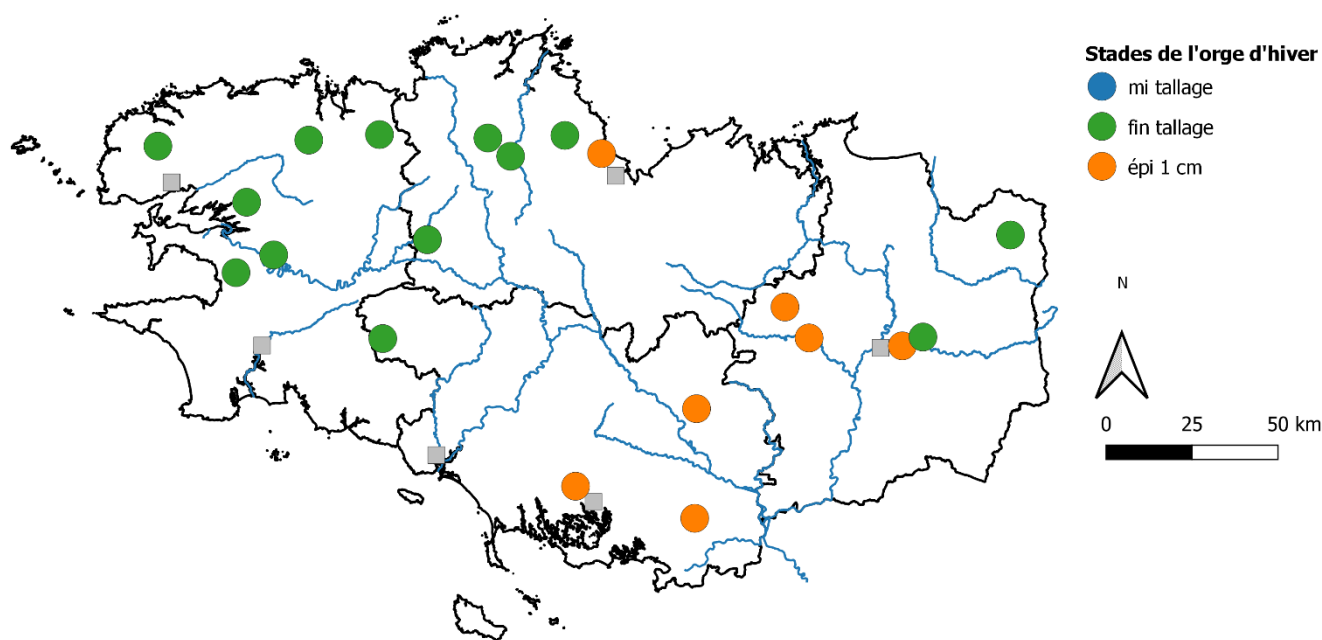 Stades de l'orge d'hiver
mi tallage
fin tallage
épi 1 cm
N
0 25 50 km